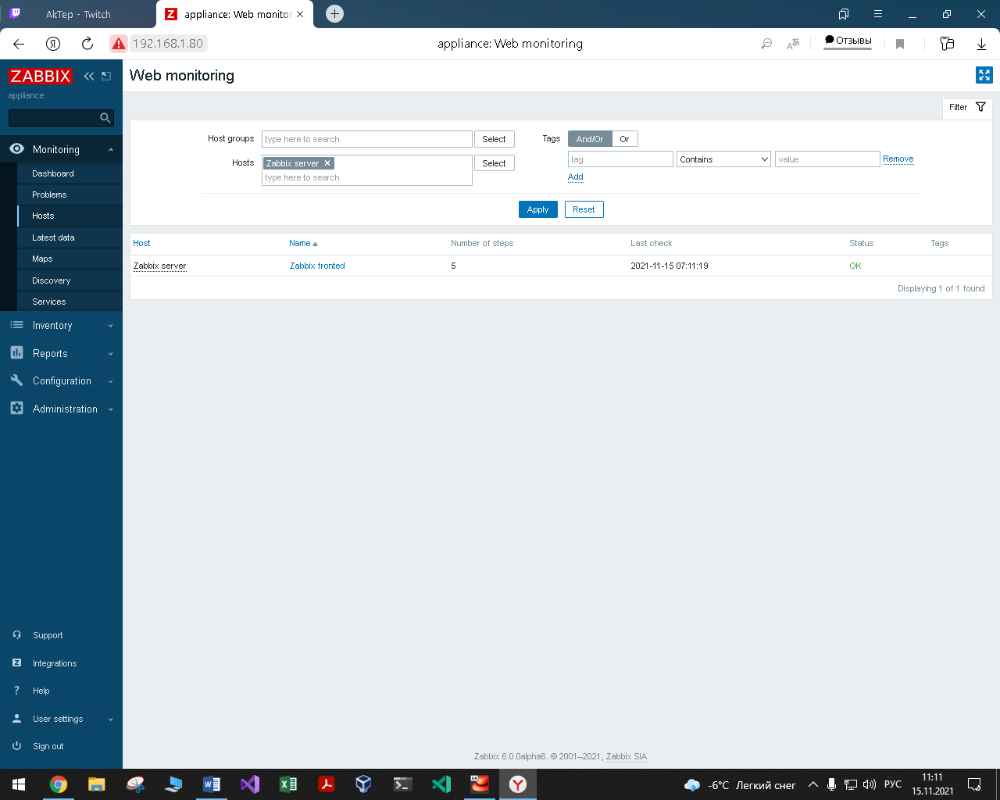 AkTep - Twitch
appliance: Web monitor
192.168.1.80
appliance: Web monitoring
Отзывы
ZABBIX
appliance
Web monitoring
Filter
Host groups
type here to search
Select
Tags
And/Or
Or
Hosts
Zabbix server
type here to search
Select
tag
Contains
value
Remove
Add
Apply
Reset
Host
Name
Number of steps
Last check
Status
Tags
Zabbix server
Zabbix fronted
5
2021-11-15 07:11:19
OK
Displaying 1 of 1 found
Monitoring
Dashboard
Problems
Hosts
Latest data
Maps
Discovery
Services
Inventory
Reports
Configuration
Administration
Support
Integrations
Help
User settings
Sign out
Zabbix 6.0.0alpha6. © 2001–2021, Zabbix SIA
-6°C Легкий снег
РУС
11:11
15.11.2021